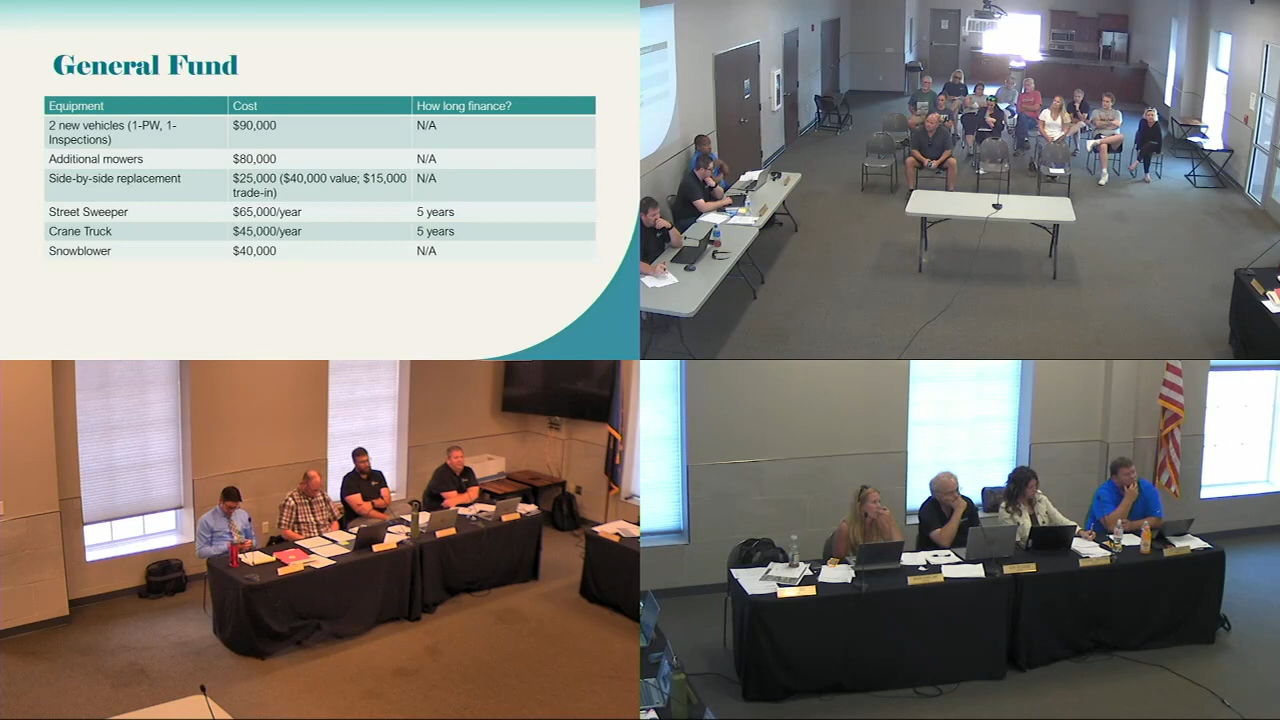 General Fund
Equipment Cost How long finance?
2 new vehicles (1-PW, 1- $90,000 N/A
Inspections)
Additional mowers $80,000 N/A
Side-by-side replacement $25,000 ($40,000 value; $15,000 N/A
trade-in)
Street Sweeper $65,000/year 5 years
Crane Truck $45,000/year 5 years
Snowblower $40,000 N/A